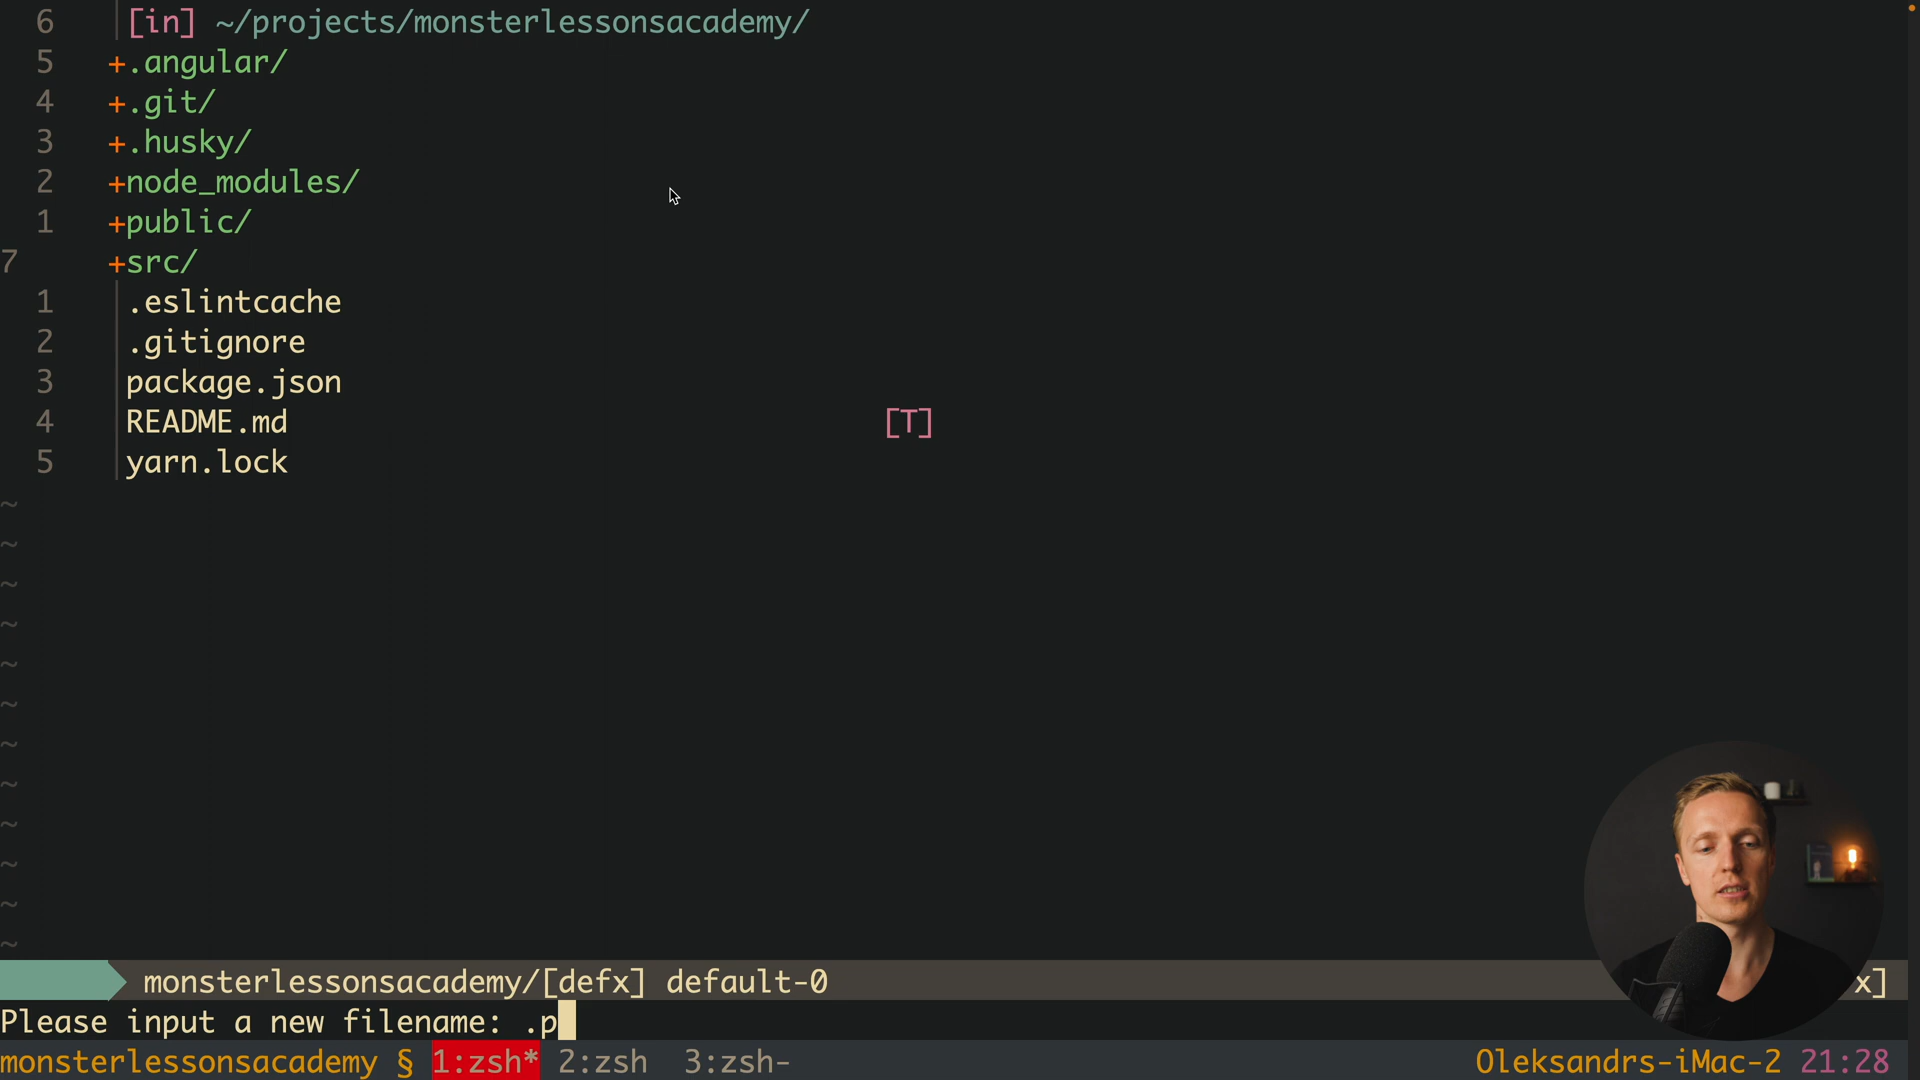 6 [in] ~/projects/monsterlessonsacademy/
5 +.angular/
4 +.git/
3 +.husky/
2 +node_modules/
1 +public/
7 +src/
1 .eslintcache
2 .gitignore
3 package.json
4 README.md [T]
5 yarn.lock
~
~
~
~
~
~
~
~
~
~
~
~
monsterlessonsacademy/[defx] default-0 x]
Please input a new filename: .p
monsterlessonsacademy § 1:zsh* 2:zsh 3:zsh- Oleksandrs-iMac-2 21:28